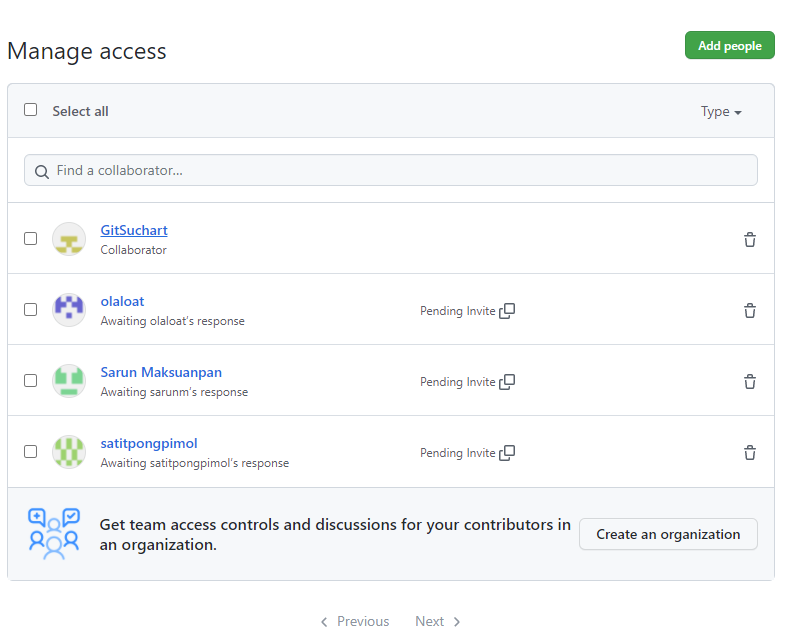 Manage access
Add people
Select all
Type
Find a collaborator...
GitSuchart
Collaborator
olaloat
Awaiting olaloat's response
Pending Invite
Sarun Maksuanpan
Awaiting sarunm's response
Pending Invite
satitpongpimol
Awaiting satitpongpimol's response
Pending Invite
Get team access controls and discussions for your contributors in
an organization.
Create an organization
Previous
Next